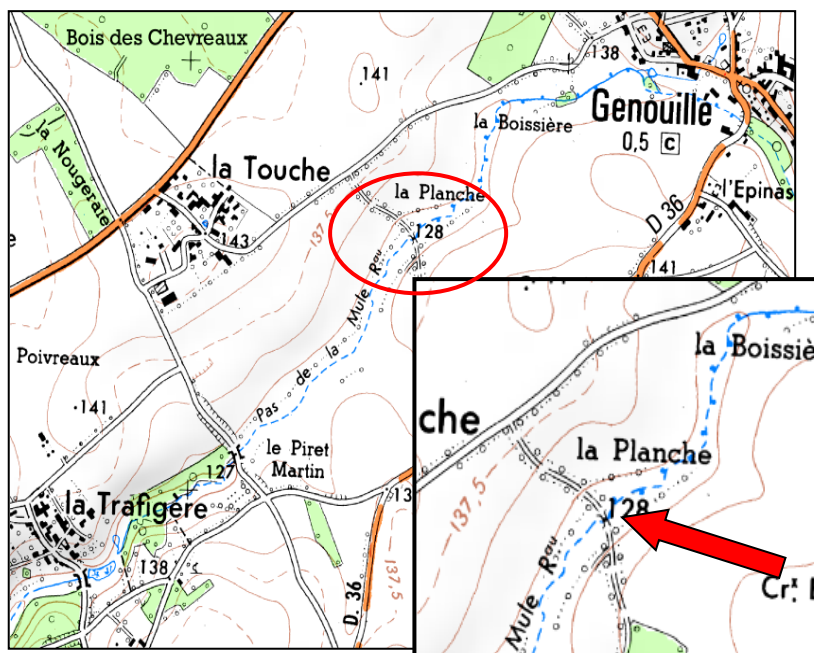 Bois des Chevreaux
138
141
Genouillé
0,5 C
la Boissière
la Nougeraie
la Touche
la Planche
l'Epinas
137,5
128
143
D 36
141
Mule Rau
Pas de la
Poivreaux
141
le Piret
Martin
127
la Trafigère
13
138
D. 36
137,5
la Boissiè
che
la Planche
137,5
128
Mule Rau
Crx E